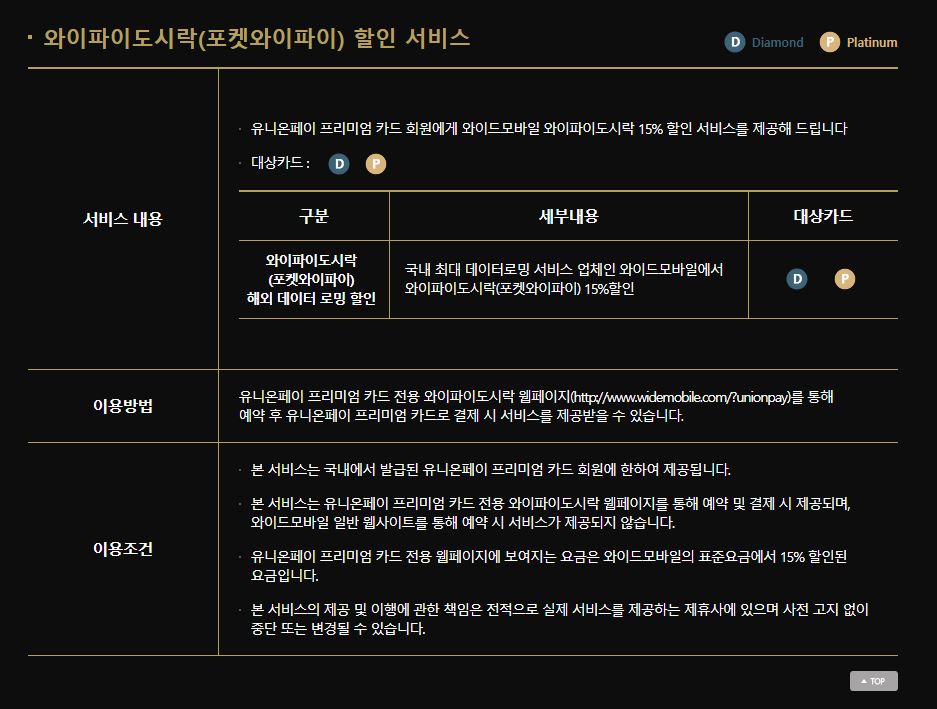 와이파이도시락(포켓와이파이) 할인 서비스
D Diamond P Platinum
서비스 내용
· 유니온페이 프리미엄 카드 회원에게 와이드모바일 와이파이도시락 15% 할인 서비스를 제공해 드립니다
· 대상카드 : D P
구분 세부내용 대상카드
와이파이도시락
(포켓와이파이)
해외 데이터 로밍 할인
국내 최대 데이터로밍 서비스 업체인 와이드모바일에서
와이파이도시락(포켓와이파이) 15%할인
D P
이용방법
유니온페이 프리미엄 카드 전용 와이파이도시락 웹페이지(http://www.widemobile.com/?unionpay)를 통해
예약 후 유니온페이 프리미엄 카드로 결제 시 서비스를 제공받을 수 있습니다.
이용조건
· 본 서비스는 국내에서 발급된 유니온페이 프리미엄 카드 회원에 한하여 제공됩니다.
· 본 서비스는 유니온페이 프리미엄 카드 전용 와이파이도시락 웹페이지를 통해 예약 및 결제 시 제공되며,
와이드모바일 일반 웹사이트를 통해 예약 시 서비스가 제공되지 않습니다.
· 유니온페이 프리미엄 카드 전용 웹페이지에 보여지는 요금은 와이드모바일의 표준요금에서 15% 할인된
요금입니다.
· 본 서비스의 제공 및 이행에 관한 책임은 전적으로 실제 서비스를 제공하는 제휴사에 있으며 사전 고지 없이
중단 또는 변경될 수 있습니다.
▲ TOP